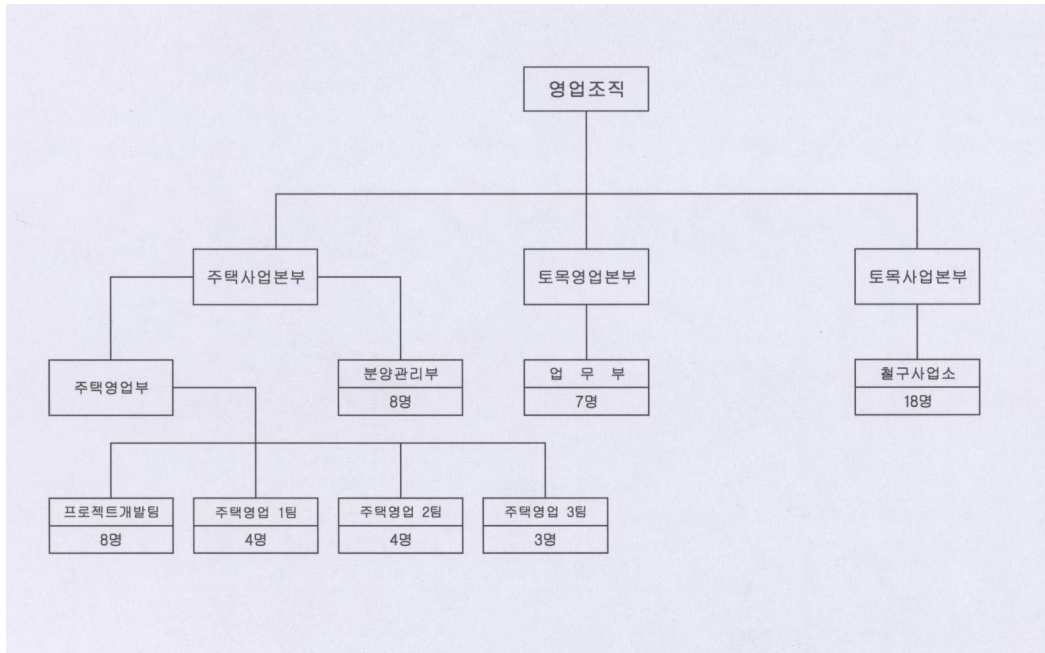 영업조직
주택사업본부
토목영업본부
토목사업본부
주택영업부
분양관리부
8명
업 무 부
7명
철구사업소
18명
프로젝트개발팀
8명
주택영업 1팀
4명
주택영업 2팀
4명
주택영업 3팀
3명